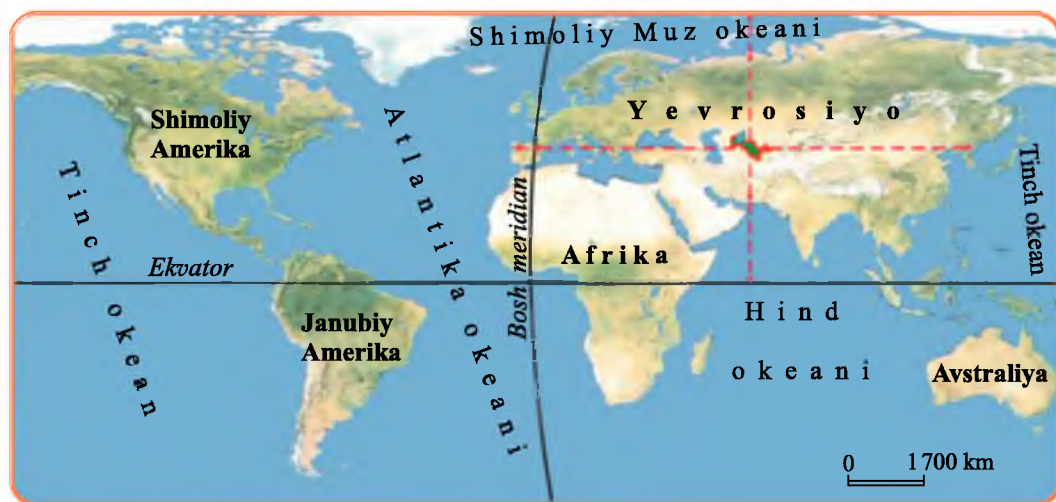 Shimoliy Muz okeani
Shimoliy
Amerika
Yevrosiyo
Tinch okean
Atlantika okeani
Bosh meridian
Tinch okean
Ekvator
Afrika
Janubiy
Amerika
Hind
okeani
Avstraliya
0 1700 km